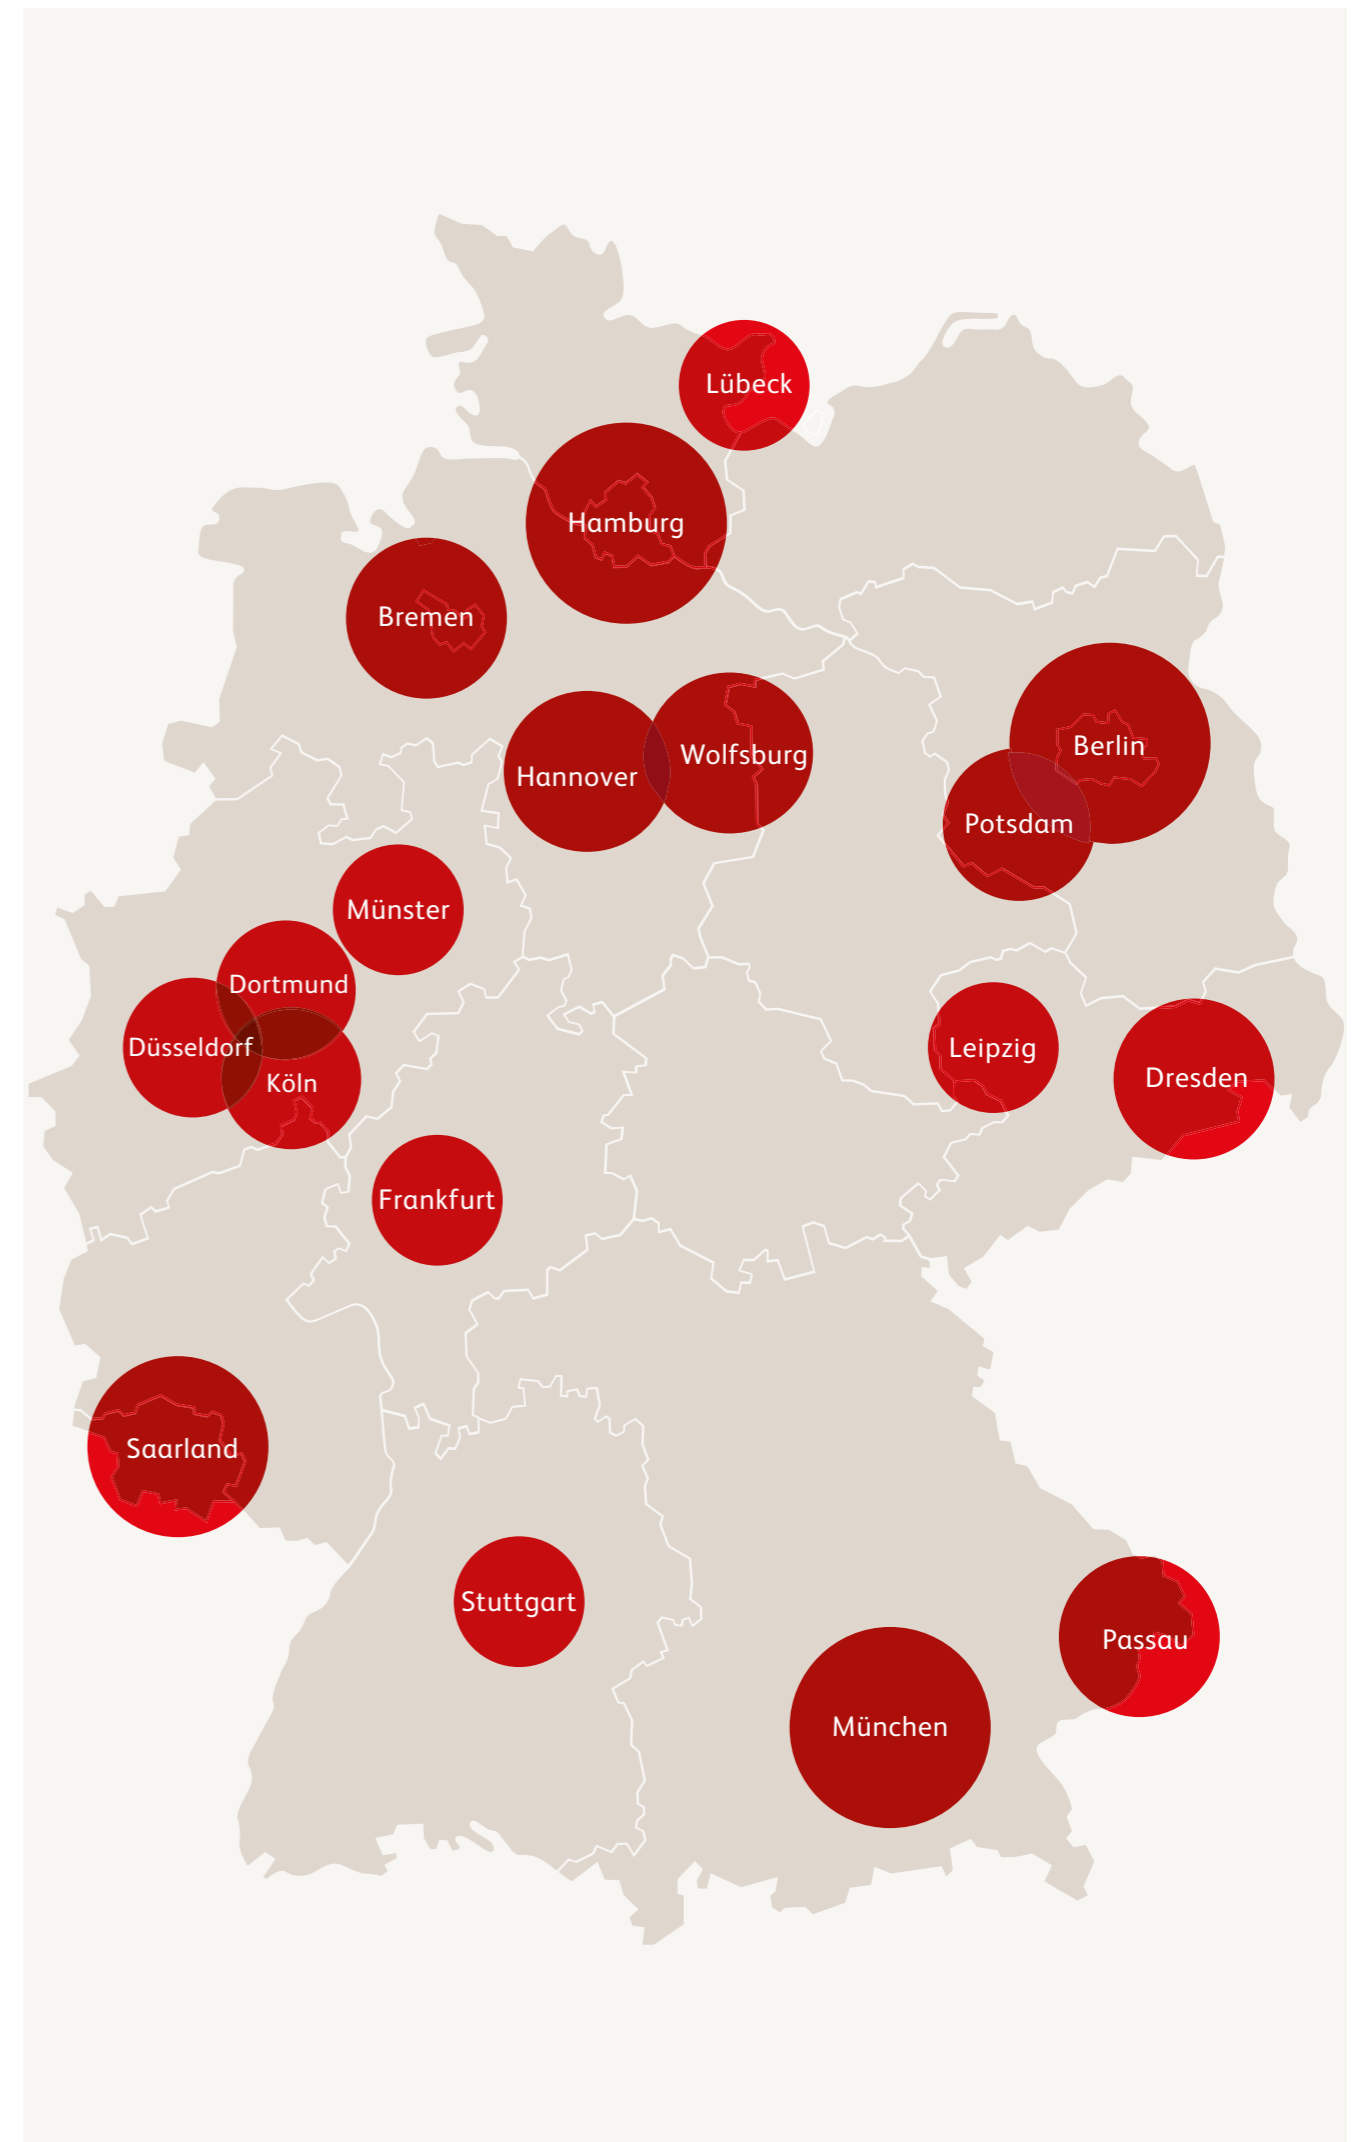 Lübeck
Hamburg
Bremen
Berlin
Wolfsburg
Hannover
Potsdam
Münster
Dortmund
Düsseldorf
Leipzig
Köln
Dresden
Frankfurt
Saarland
Stuttgart
Passau
München